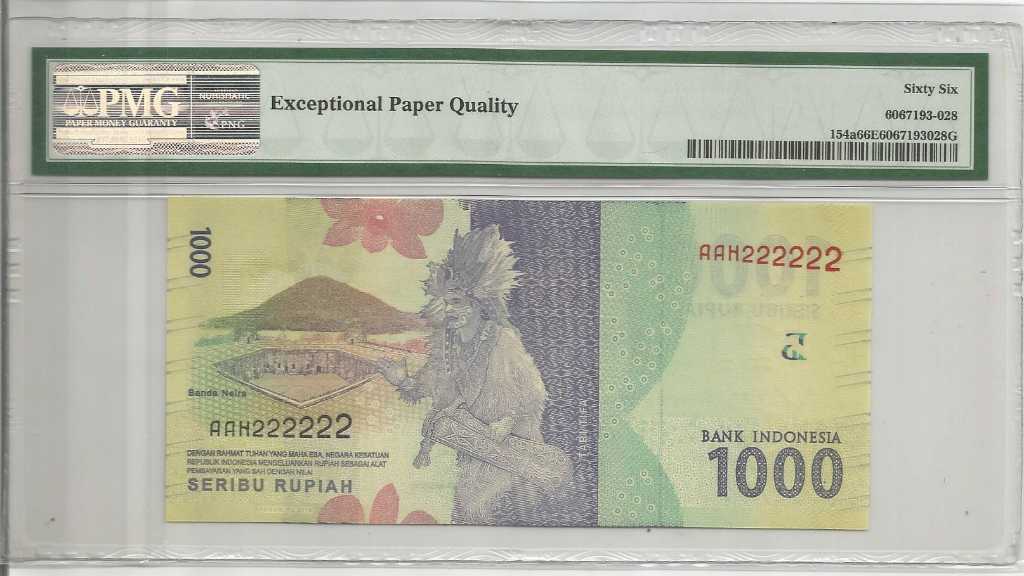 PMG
PAPER MONEY GUARANTY
PNG
Exceptional Paper Quality
Sixty Six
6067193-028
154a66E6067193028G
1000
AAH222222
Banda Neira
AAH222222
DENGAN RAHMAT TUHAN YANG MAHA ESA, NEGARA KESATUAN
REPUBLIK INDONESIA MENGELUARKAN RUPIAH SEBAGAI ALAT
PEMBAYARAN YANG SAH DENGAN NILAI
SERIBU RUPIAH
TARI TIFA
BANK INDONESIA
1000